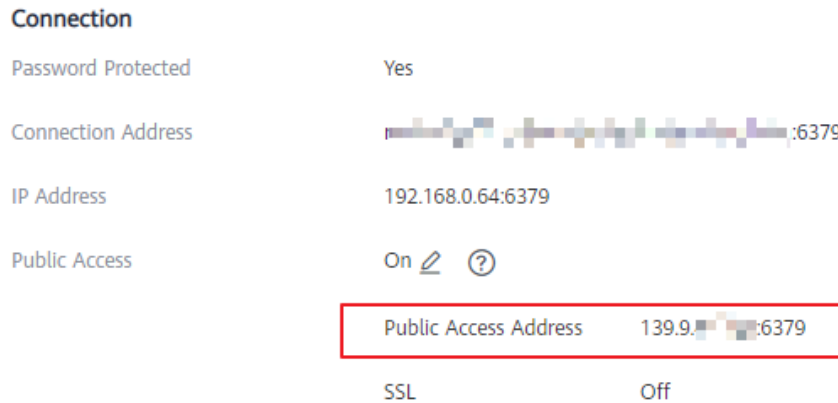 Connection
Password Protected Yes
Connection Address :6379
IP Address 192.168.0.64:6379
Public Access On
Public Access Address 139.9. :6379
SSL Off